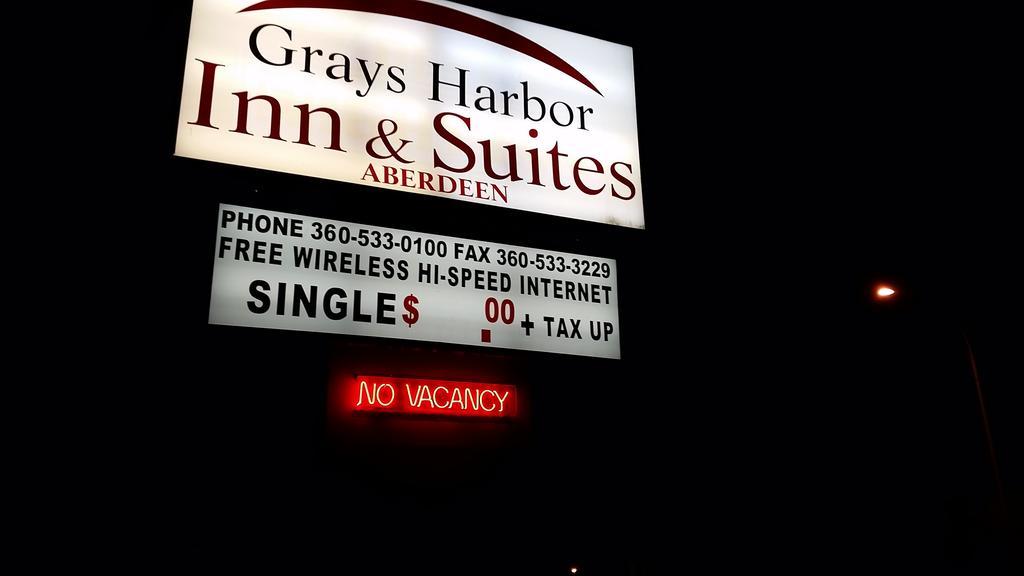 Grays Harbor
Inn & Suites
ABERDEEN
PHONE 360-533-0100 FAX 360-533-3229
FREE WIRELESS HI-SPEED INTERNET
SINGLE$ .00 + TAX UP
NO VACANCY